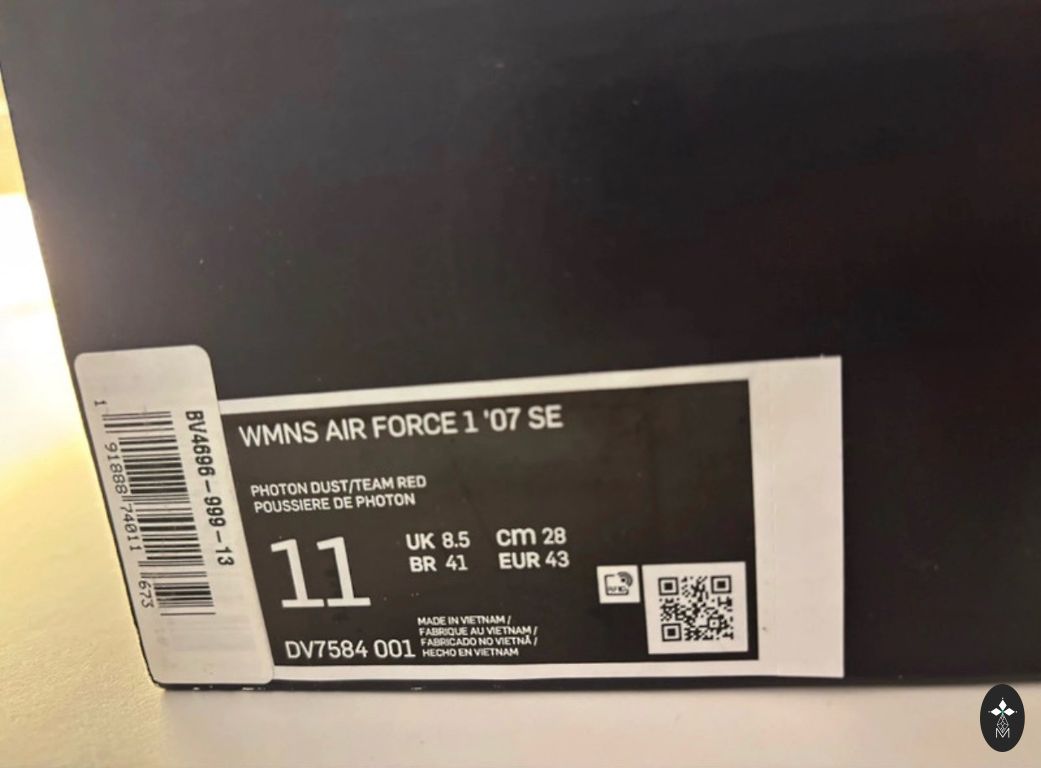 BV4696-999-13
1 91888 74011 673
WMNS AIR FORCE 1 '07 SE
PHOTON DUST/TEAM RED
POUSSIERE DE PHOTON
11
UK 8.5 cm 28
BR 41 EUR 43
MADE IN VIETNAM /
FABRIQUE AU VIETNAM /
FABRICADO NO VIETNÃ /
HECHO EN VIETNAM
DV7584 001
M